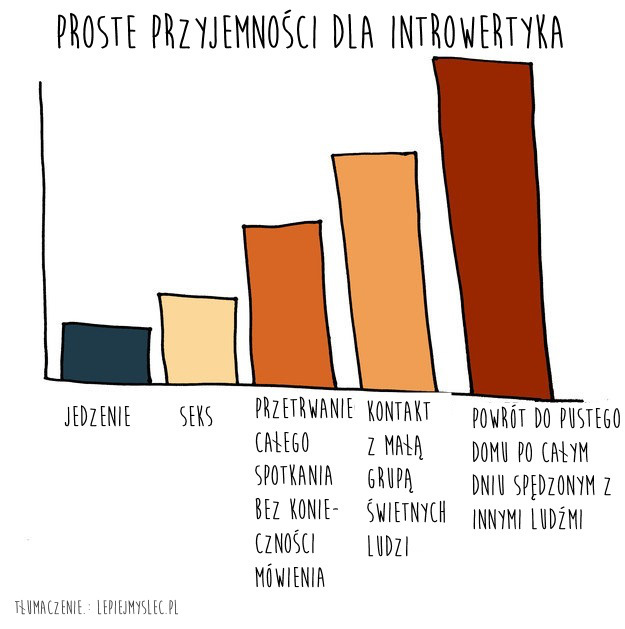 PROSTE PRZYJEMNOŚCI DLA INTROWERTYKA
JEDZENIE
SEKS
PRZETRWANIE
CAŁEGO
SPOTKANIA
BEZ KONIE-
CZNOŚCI
MÓWIENIA
KONTAKT
Z MAŁĄ
GRUPĄ
ŚWIETNYCH
LUDZI
POWRÓT DO PUSTEGO
DOMU PO CAŁYM
DNIU SPĘDZONYM Z
INNYMI LUDŹMI
TŁUMACZENIE.: LEPIEJMYSLEC.PL